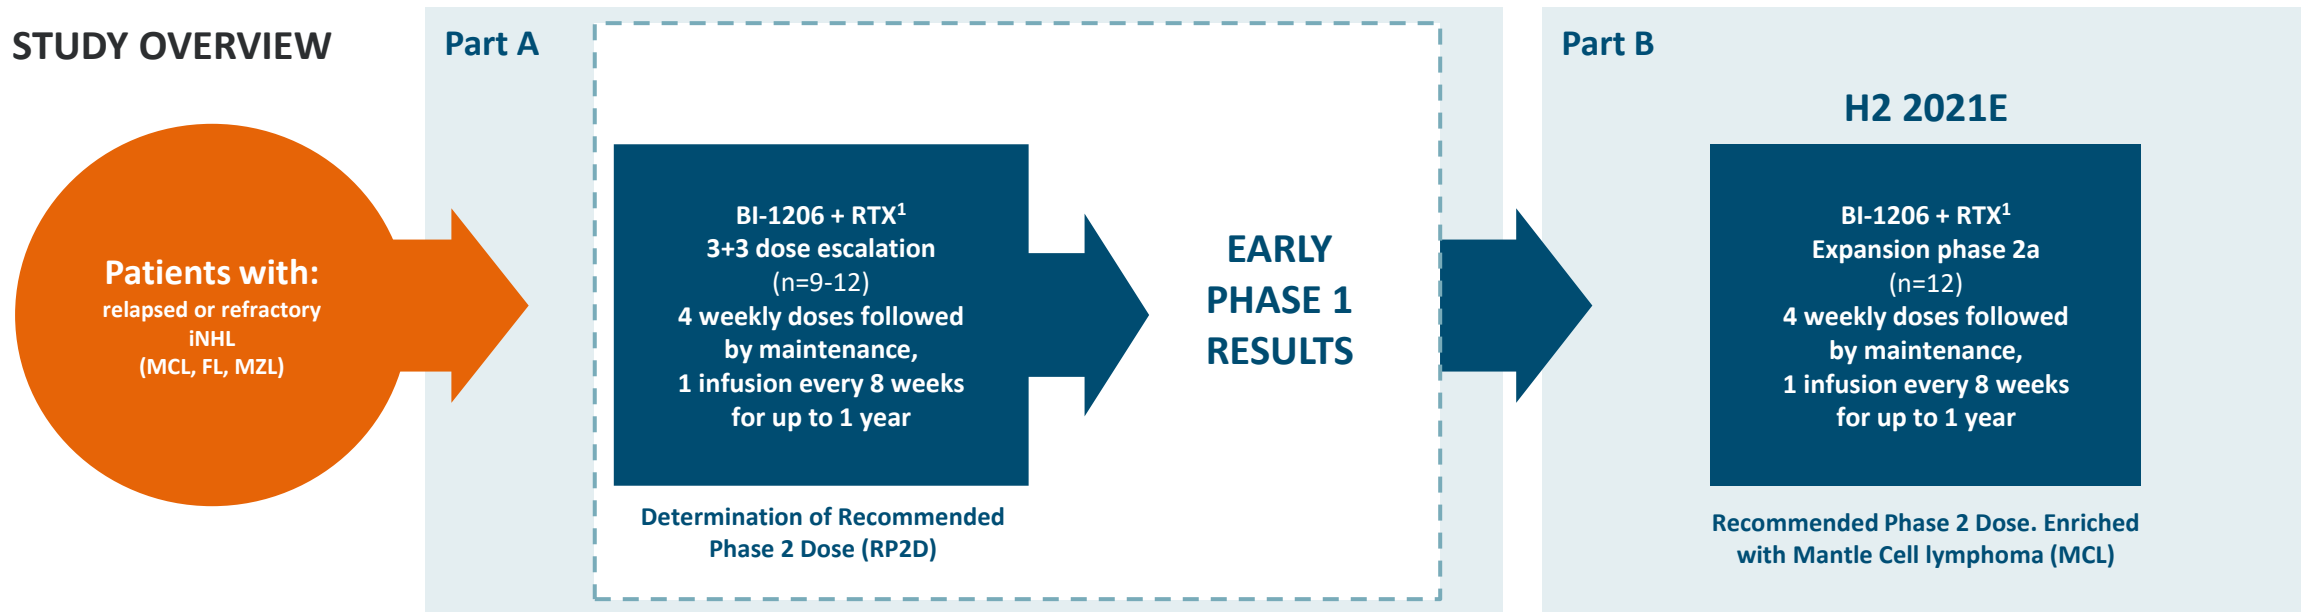 STUDY OVERVIEW
Patients with:
relapsed or refractory
iNHL
(MCL, FL, MZL)
Part A
BI-1206 + RTX¹
3+3 dose escalation
(n=9-12)
4 weekly doses followed
by maintenance,
1 infusion every 8 weeks
for up to 1 year
Determination of Recommended
Phase 2 Dose (RP2D)
EARLY
PHASE 1
RESULTS
Part B
H2 2021E
BI-1206 + RTX¹
Expansion phase 2a
(n=12)
4 weekly doses followed
by maintenance,
1 infusion every 8 weeks
for up to 1 year
Recommended Phase 2 Dose. Enriched
with Mantle Cell lymphoma (MCL)